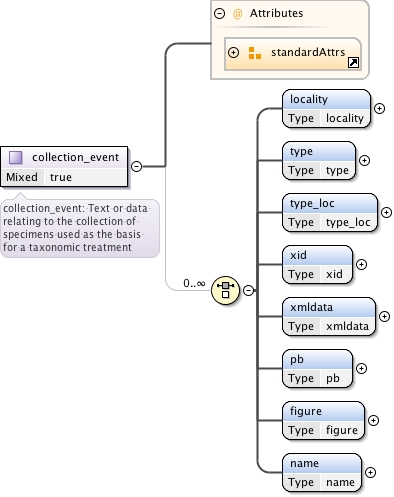 @ Attributes
standardAttrs
collection_event
Mixed true
collection_event: Text or data
relating to the collection of
specimens used as the basis
for a taxonomic treatment
0..∞
locality
Type locality
type
Type type
type_loc
Type type_loc
xid
Type xid
xmldata
Type xmldata
pb
Type pb
figure
Type figure
name
Type name